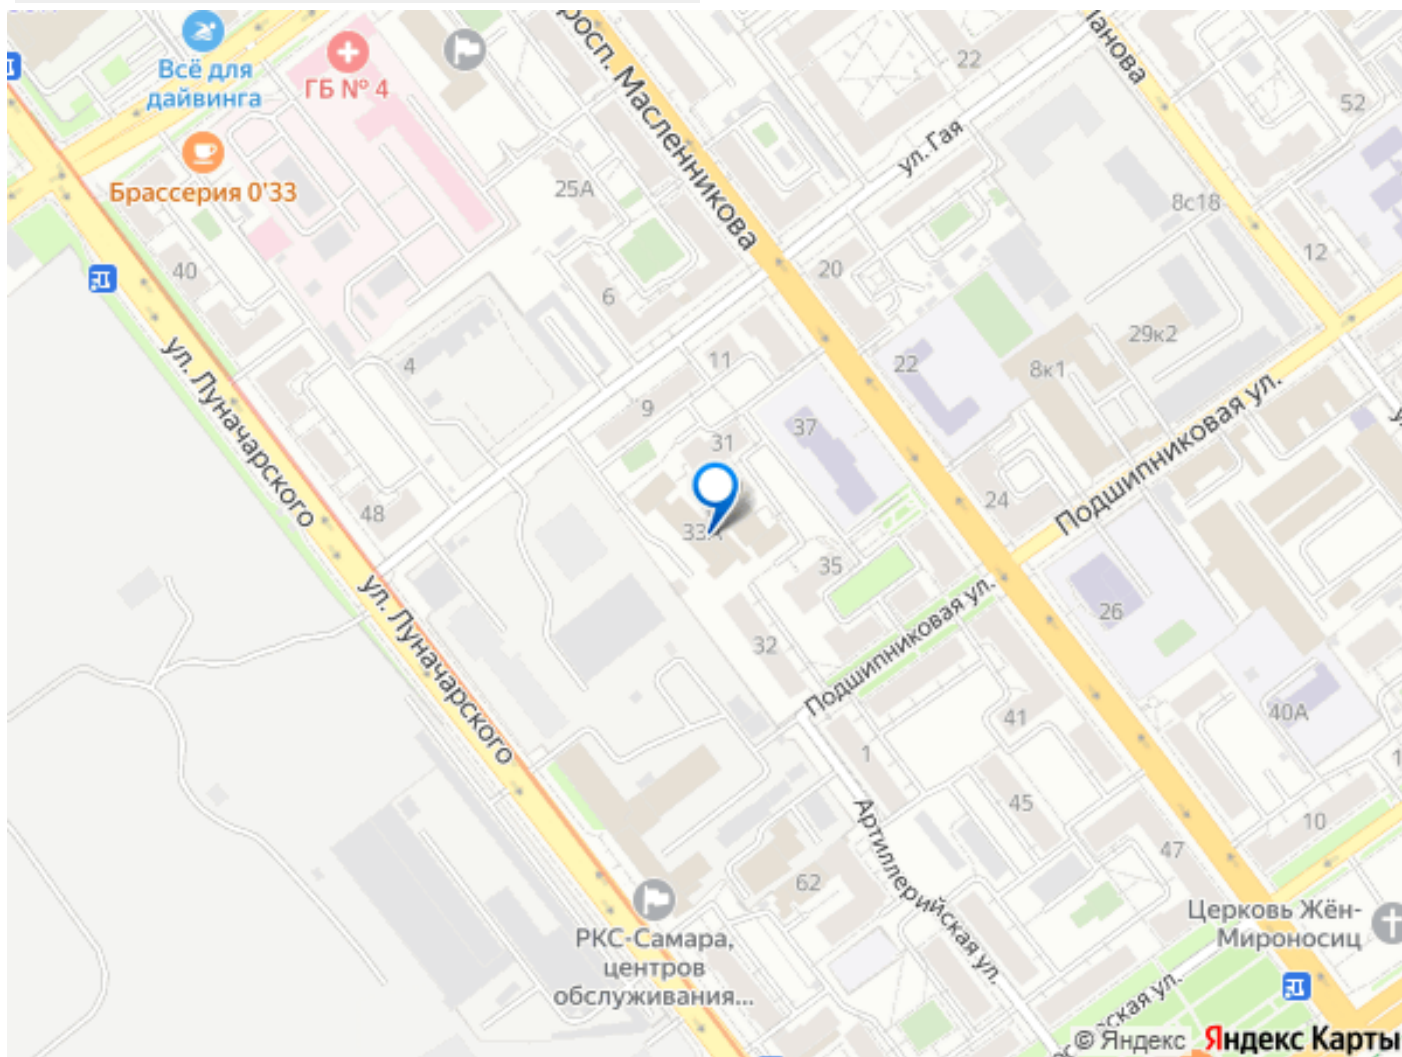 Всё для
дайвинга
ГБ № 4
Брассерия 0'33
просп. Масленникова
22
52
ул. Гая
8с18
25А
40
6
20
12
4
11
22
8к1
29к2
9
31
37
Подшипниковая ул.
ул. Луначарского
48
33А
24
35
26
ул. Луначарского
32
Подшипниковая ул.
40А
41
1
45
10
47
Артиллерийская ул.
62
Церковь Жён-
Мироносиц
РКС-Самара,
центров
обслуживания...
© Яндекс
Яндекс Карты